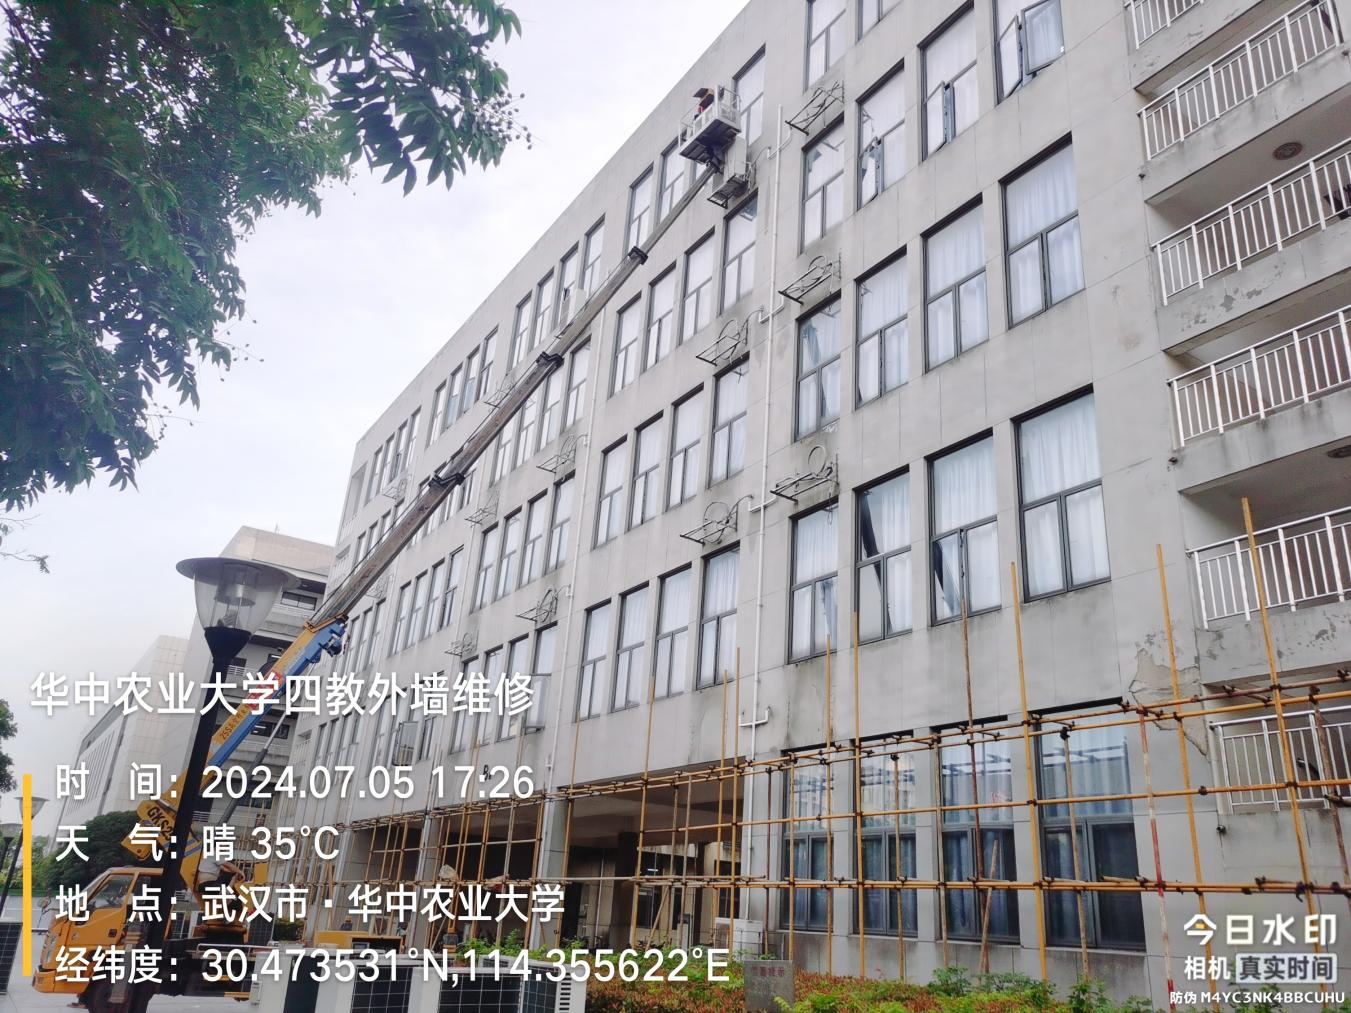 华中农业大学四教外墙维修
时 间：2024.07.05 17:26
天 气：晴 35℃
地 点：武汉市·华中农业大学
经纬度：30.473531°N,114.355622°E
今日水印
相机 真实时间
防伪 M4YC3NK4BBCUHU